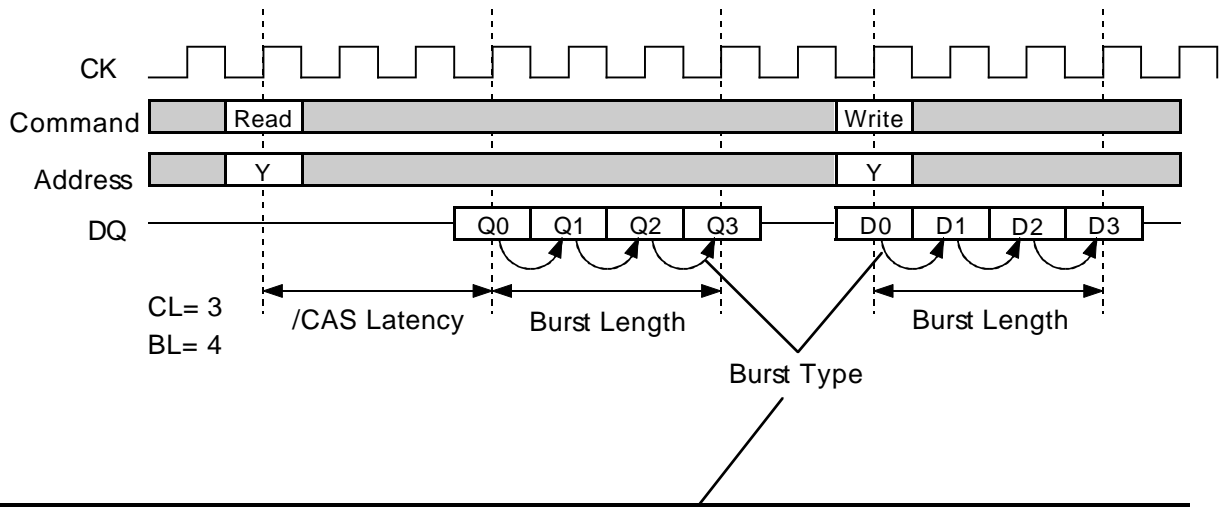 CK
Command Read Write
Address Y Y
DQ Q0 Q1 Q2 Q3 D0 D1 D2 D3
CL= 3 /CAS Latency Burst Length Burst Length
BL= 4
Burst Type